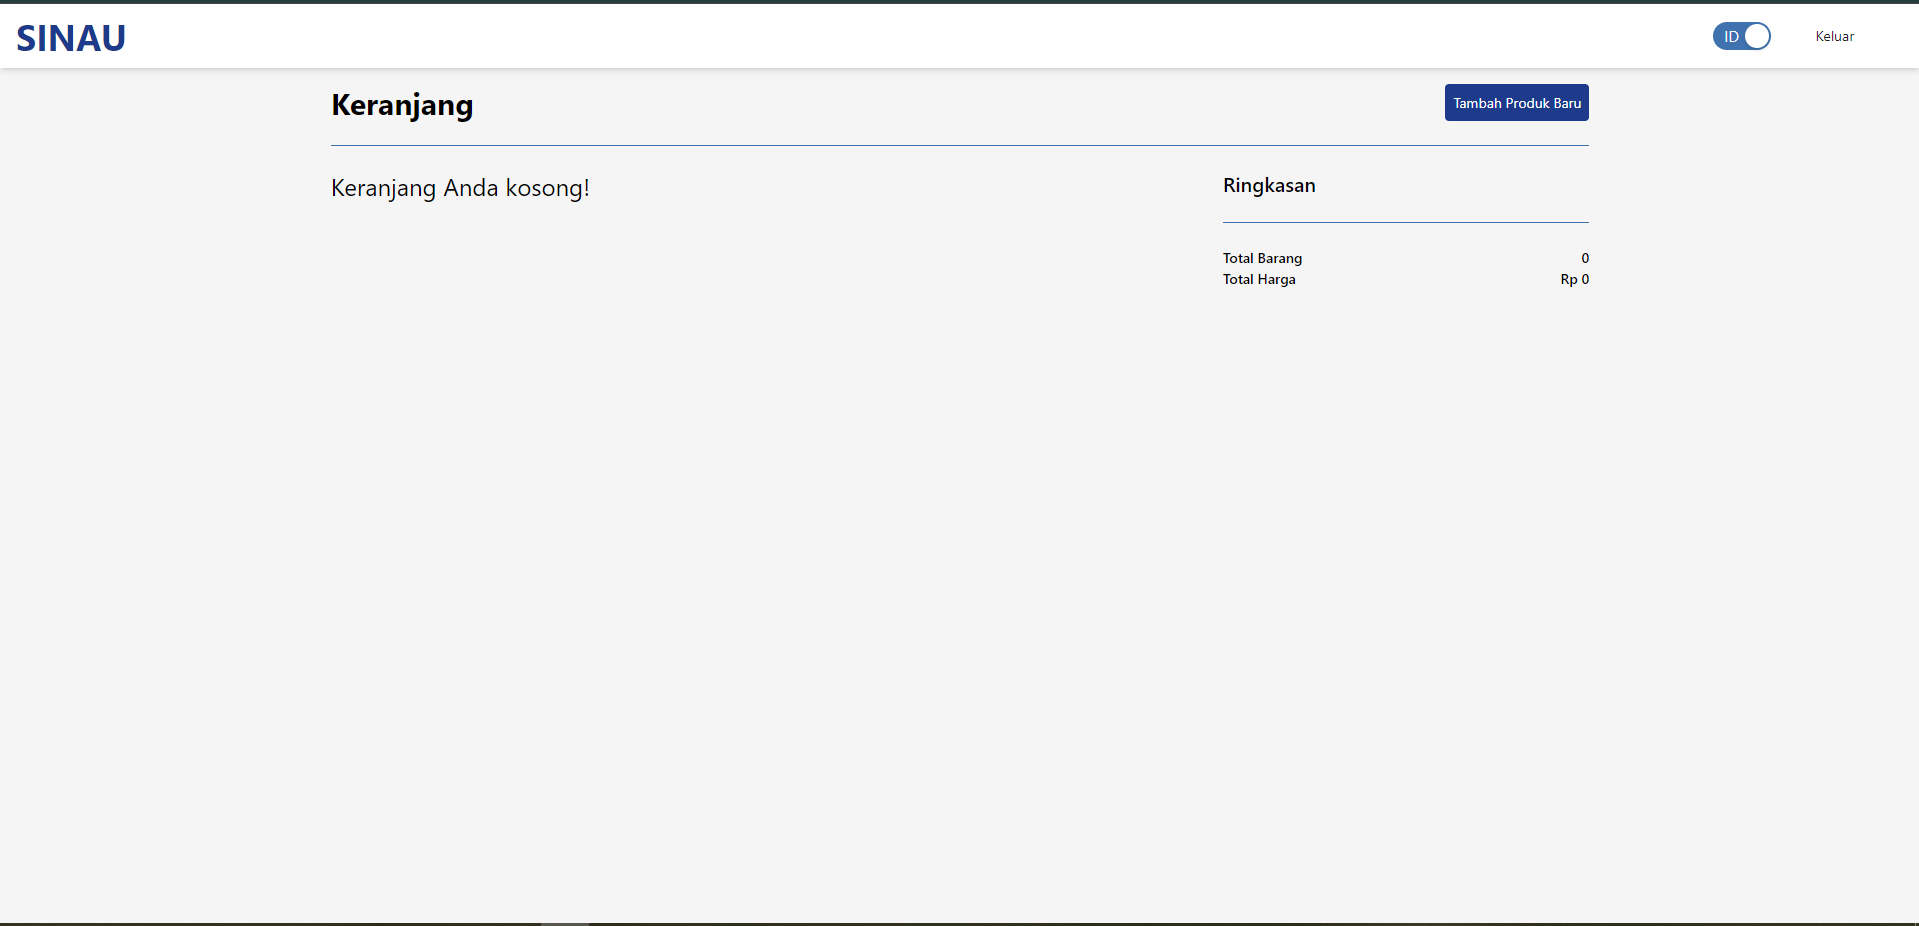 SINAU
ID
Keluar
Keranjang
Tambah Produk Baru
Keranjang Anda kosong!
Ringkasan
Total Barang 0
Total Harga Rp 0